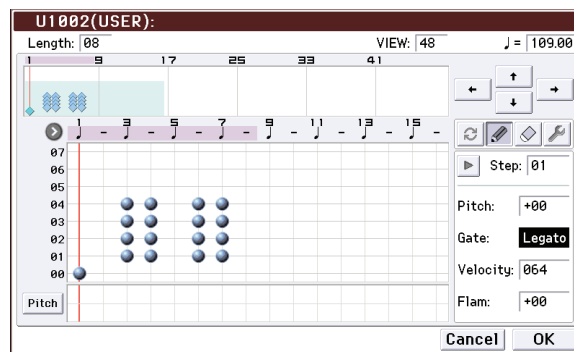 U1002(USER):
Length: 08 VIEW: 48 ♩ = 109.00
1 9 17 25 33 41
1 - 3 - 5 - 7 - 9 - 11 - 13 - 15 -
Step: 01
07
06
05
04
03
02
01
00
Pitch: +00
Gate: Legato
Velocity: 064
Flam: +00
Pitch
Cancel OK